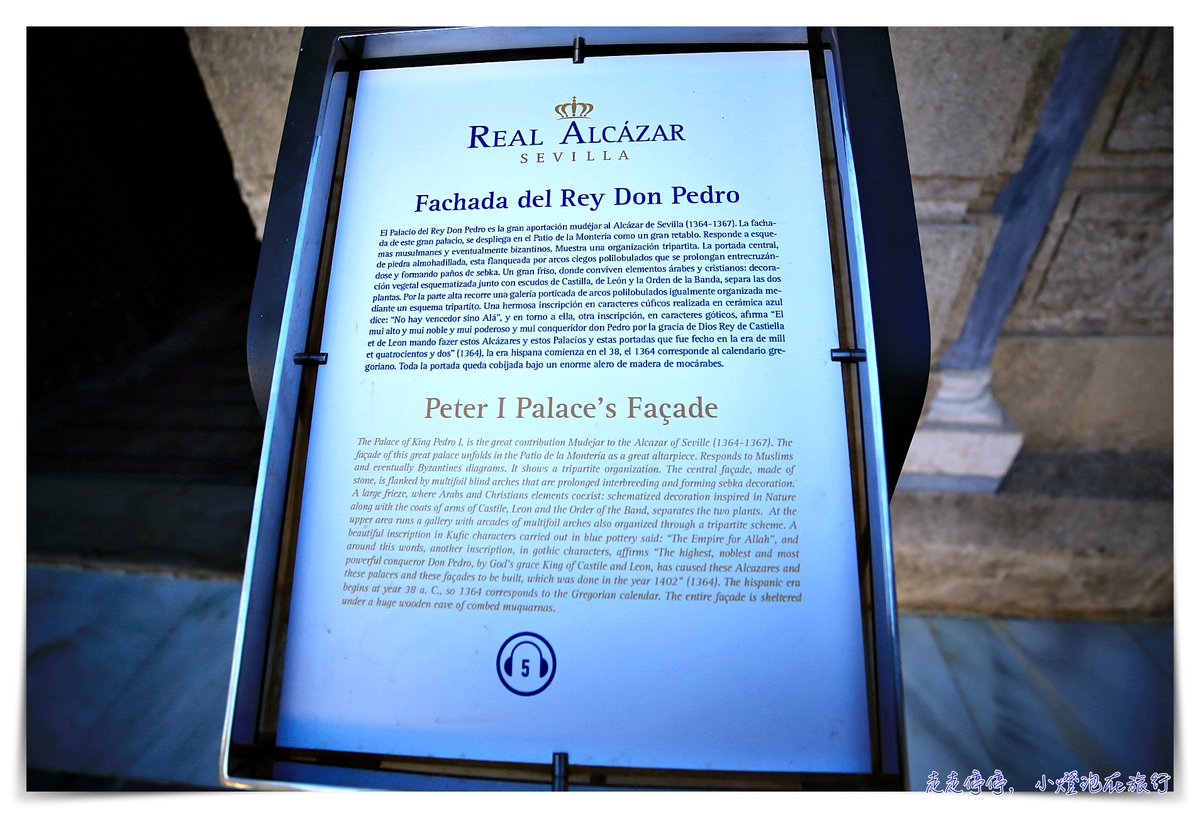 REAL ALCÁZAR
SEVILLA
Fachada del Rey Don Pedro
El Palacio del Rey Don Pedro es la gran aportación mudéjar al Alcázar de Sevilla (1364-1367). La facha-
da de este gran palacio, se despliega en el Patio de la Montería como un gran retablo. Responde a esque-
mas musulmanes y eventualmente bizantinos. Muestra una organización tripartita. La portada central,
de piedra almohadillada, esta flanqueada por arcos ciegos polilobulados que se prolongan entrecruzán-
dose y formando paños de sebka. Un gran friso, donde conviven elementos árabes y cristianos: decora-
ción vegetal esquematizada junto con escudos de Castilla, de León y la Orden de la Banda, separa las dos
plantas. Por la parte alta recorre una galería porticada de arcos polilobulados igualmente organizada me-
diante un esquema tripartito. Una hermosa inscripción en caracteres cúficos realizada en cerámica azul
dice: "No hay vencedor sino Alá", y en torno a ella, otra inscripción, en caracteres góticos, afirma "El
mui alto y mui noble y mui poderoso y mui conqueridor don Pedro por la gracia de Dios Rey de Castiella
et de Leon mando fazer estos Alcázares y estos Palacios y estas portadas que fue fecho en la era de mill
et quatrocientos y dos" (1364), la era hispana comienza en el 38, el 1364 corresponde al calendario gre-
goriano. Toda la portada queda cobijada bajo un enorme alero de madera de mocárabes.
Peter I Palace's Façade
The Palace of King Pedro I, is the great contribution Mudejar to the Alcazar of Seville (1364-1367). The
façade of this great palace unfolds in the Patio de la Montería as a great altarpiece. Responds to Muslims
and eventually Byzantines diagrams. It shows a tripartite organization. The central façade, made of
stone, is flanked by multifoil blind arches that are prolonged interbreeding and forming sebka decoration.
A large frieze, where Arabs and Christians elements coexist: schematized decoration inspired in Nature
along with the coats of arms of Castile, Leon and the Order of the Band, separates the two plants. At the
upper area runs a gallery with arcades of multifoil arches also organized through a tripartite scheme. A
beautiful inscription in Kufic characters carried out in blue pottery said: "The Empire for Allah", and
around this words, another inscription, in gothic characters, affirms "The highest, noblest and most
powerful conqueror Don Pedro, by God's grace King of Castile and Leon, has caused these Alcazares and
these palaces and these façades to be built, which was done in the year 1402" (1364). The hispanic era
begins at year 38 a. C., so 1364 corresponds to the Gregorian calendar. The entire façade is sheltered
under a huge wooden eave of combed muquarnas.
5
走走停停，小燈泡在旅行